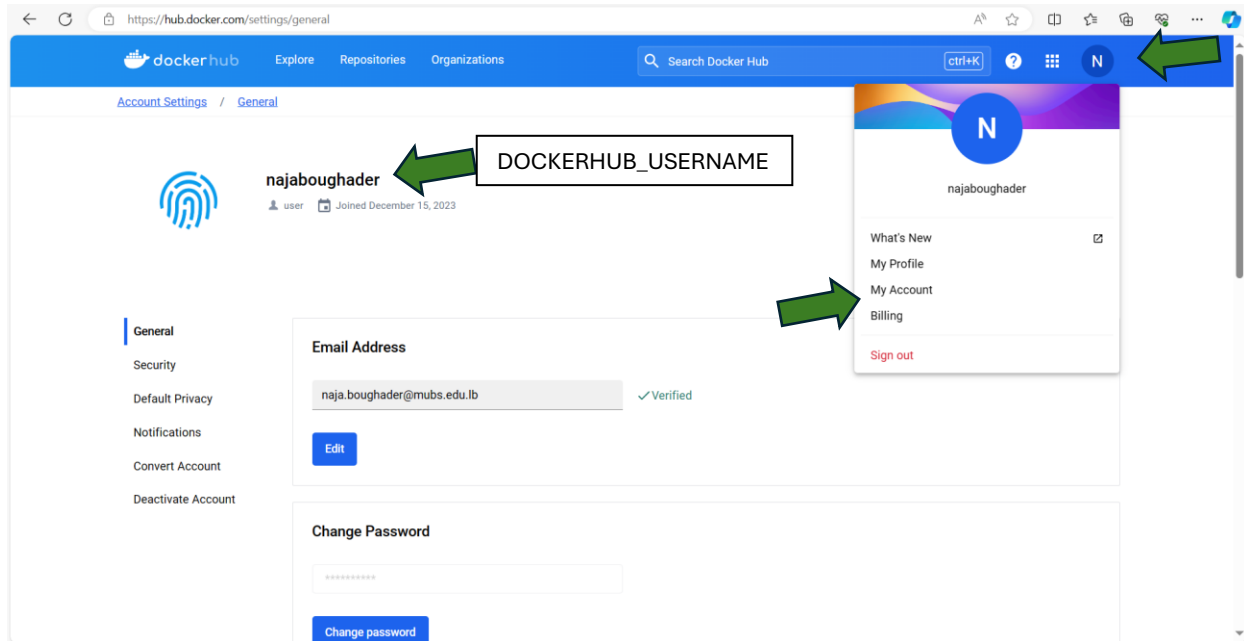 https://hub.docker.com/settings/general
dockerhub
Explore Repositories Organizations
Search Docker Hub
ctrl+K
?
N
Account Settings / General
N
najaboughader
What's New
My Profile
My Account
Billing
Sign out
najaboughader
DOCKERHUB_USERNAME
user Joined December 15, 2023
General
Security
Default Privacy
Notifications
Convert Account
Deactivate Account
Email Address
naja.boughader@mubs.edu.lb
Verified
Edit
Change Password
**********
Change password